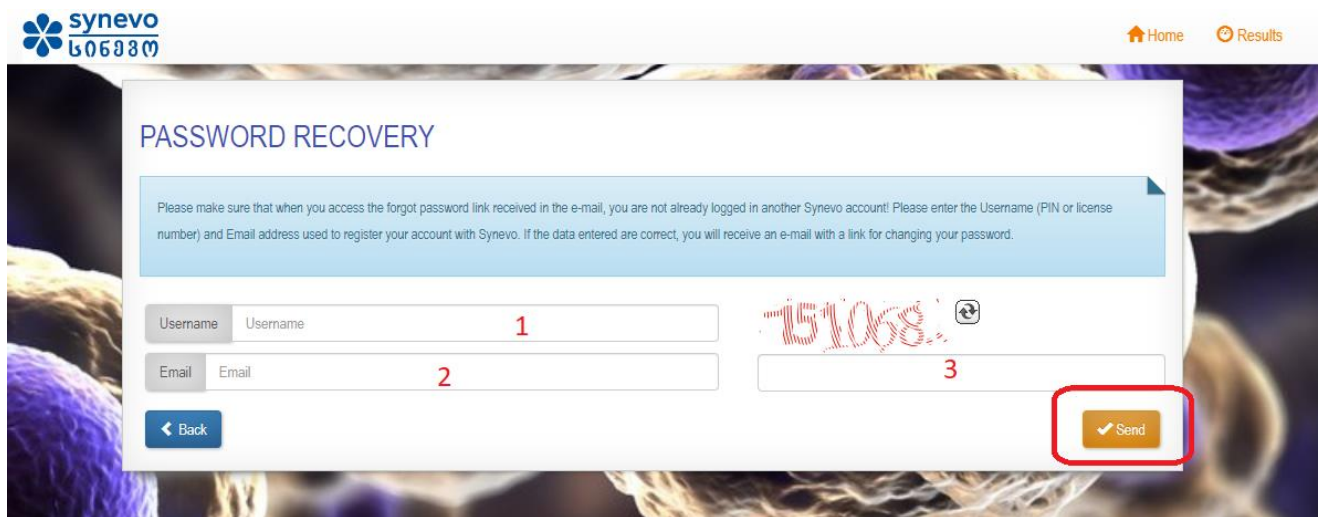 synevo
სინევო
Home Results
PASSWORD RECOVERY
Please make sure that when you access the forgot password link received in the e-mail, you are not already logged in another Synevo account! Please enter the Username (PIN or license
number) and Email address used to register your account with Synevo. If the data entered are correct, you will receive an e-mail with a link for changing your password.
Username Username 1
Email Email 2
3
Back
Send